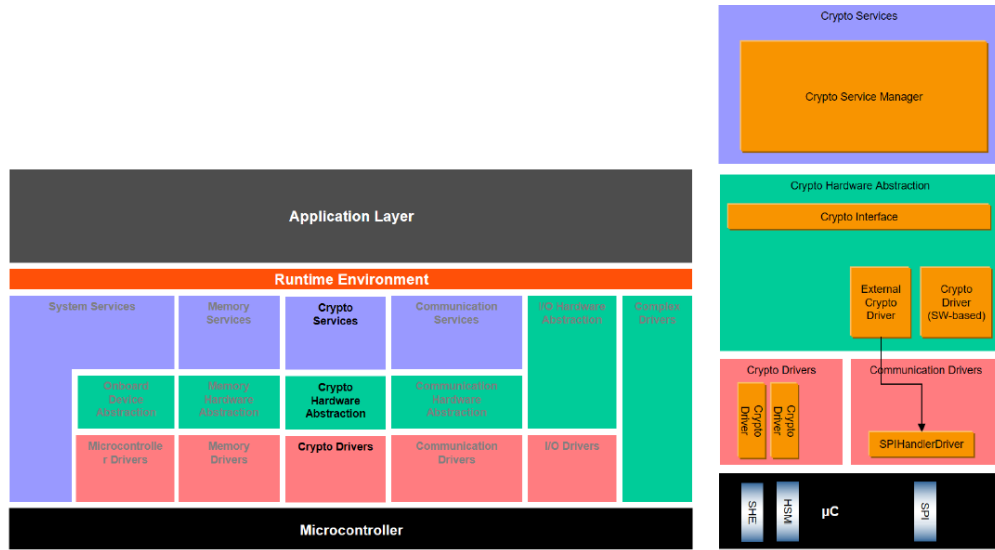 Application Layer
Runtime Environment
System Services
Memory
Services
Crypto
Services
Communication
Services
I/O Hardware
Abstraction
Complex
Drivers
Onboard
Device
Abstraction
Memory
Hardware
Abstraction
Crypto
Hardware
Abstraction
Communication
Hardware
Abstraction
Microcontrolle
r Drivers
Memory
Drivers
Crypto Drivers
Communication
Drivers
I/O Drivers
Microcontroller
Crypto Services
Crypto Service Manager
Crypto Hardware Abstraction
Crypto Interface
External
Crypto
Driver
Crypto
Driver
(SW-based)
Crypto Drivers
Crypto
Driver
Crypto
Driver
Communication Drivers
SPIHandlerDriver
SHE
HSM
µC
SPI